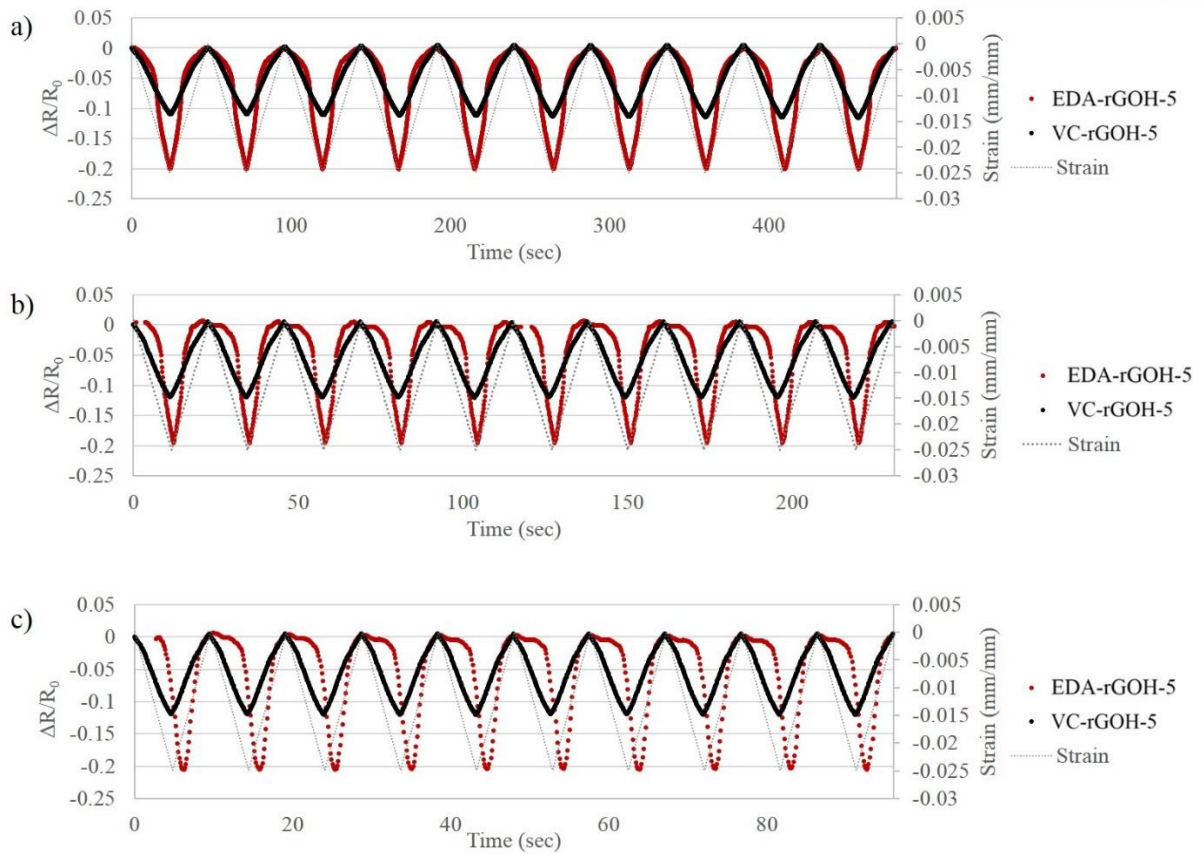 a)
0.05
0
-0.05
-0.1
-0.15
-0.2
-0.25
ΔR/R0
0 100 200 300 400
Time (sec)
0.005
0
-0.005
-0.01
-0.015
-0.02
-0.025
-0.03
Strain (mm/mm)
EDA-rGOH-5
VC-rGOH-5
Strain
b)
0.05
0
-0.05
-0.1
-0.15
-0.2
-0.25
ΔR/R0
0 50 100 150 200
Time (sec)
0.005
0
-0.005
-0.01
-0.015
-0.02
-0.025
-0.03
Strain (mm/mm)
EDA-rGOH-5
VC-rGOH-5
Strain
c)
0.05
0
-0.05
-0.1
-0.15
-0.2
-0.25
ΔR/R0
0 20 40 60 80
Time (sec)
0.005
0
-0.005
-0.01
-0.015
-0.02
-0.025
-0.03
Strain (mm/mm)
EDA-rGOH-5
VC-rGOH-5
Strain